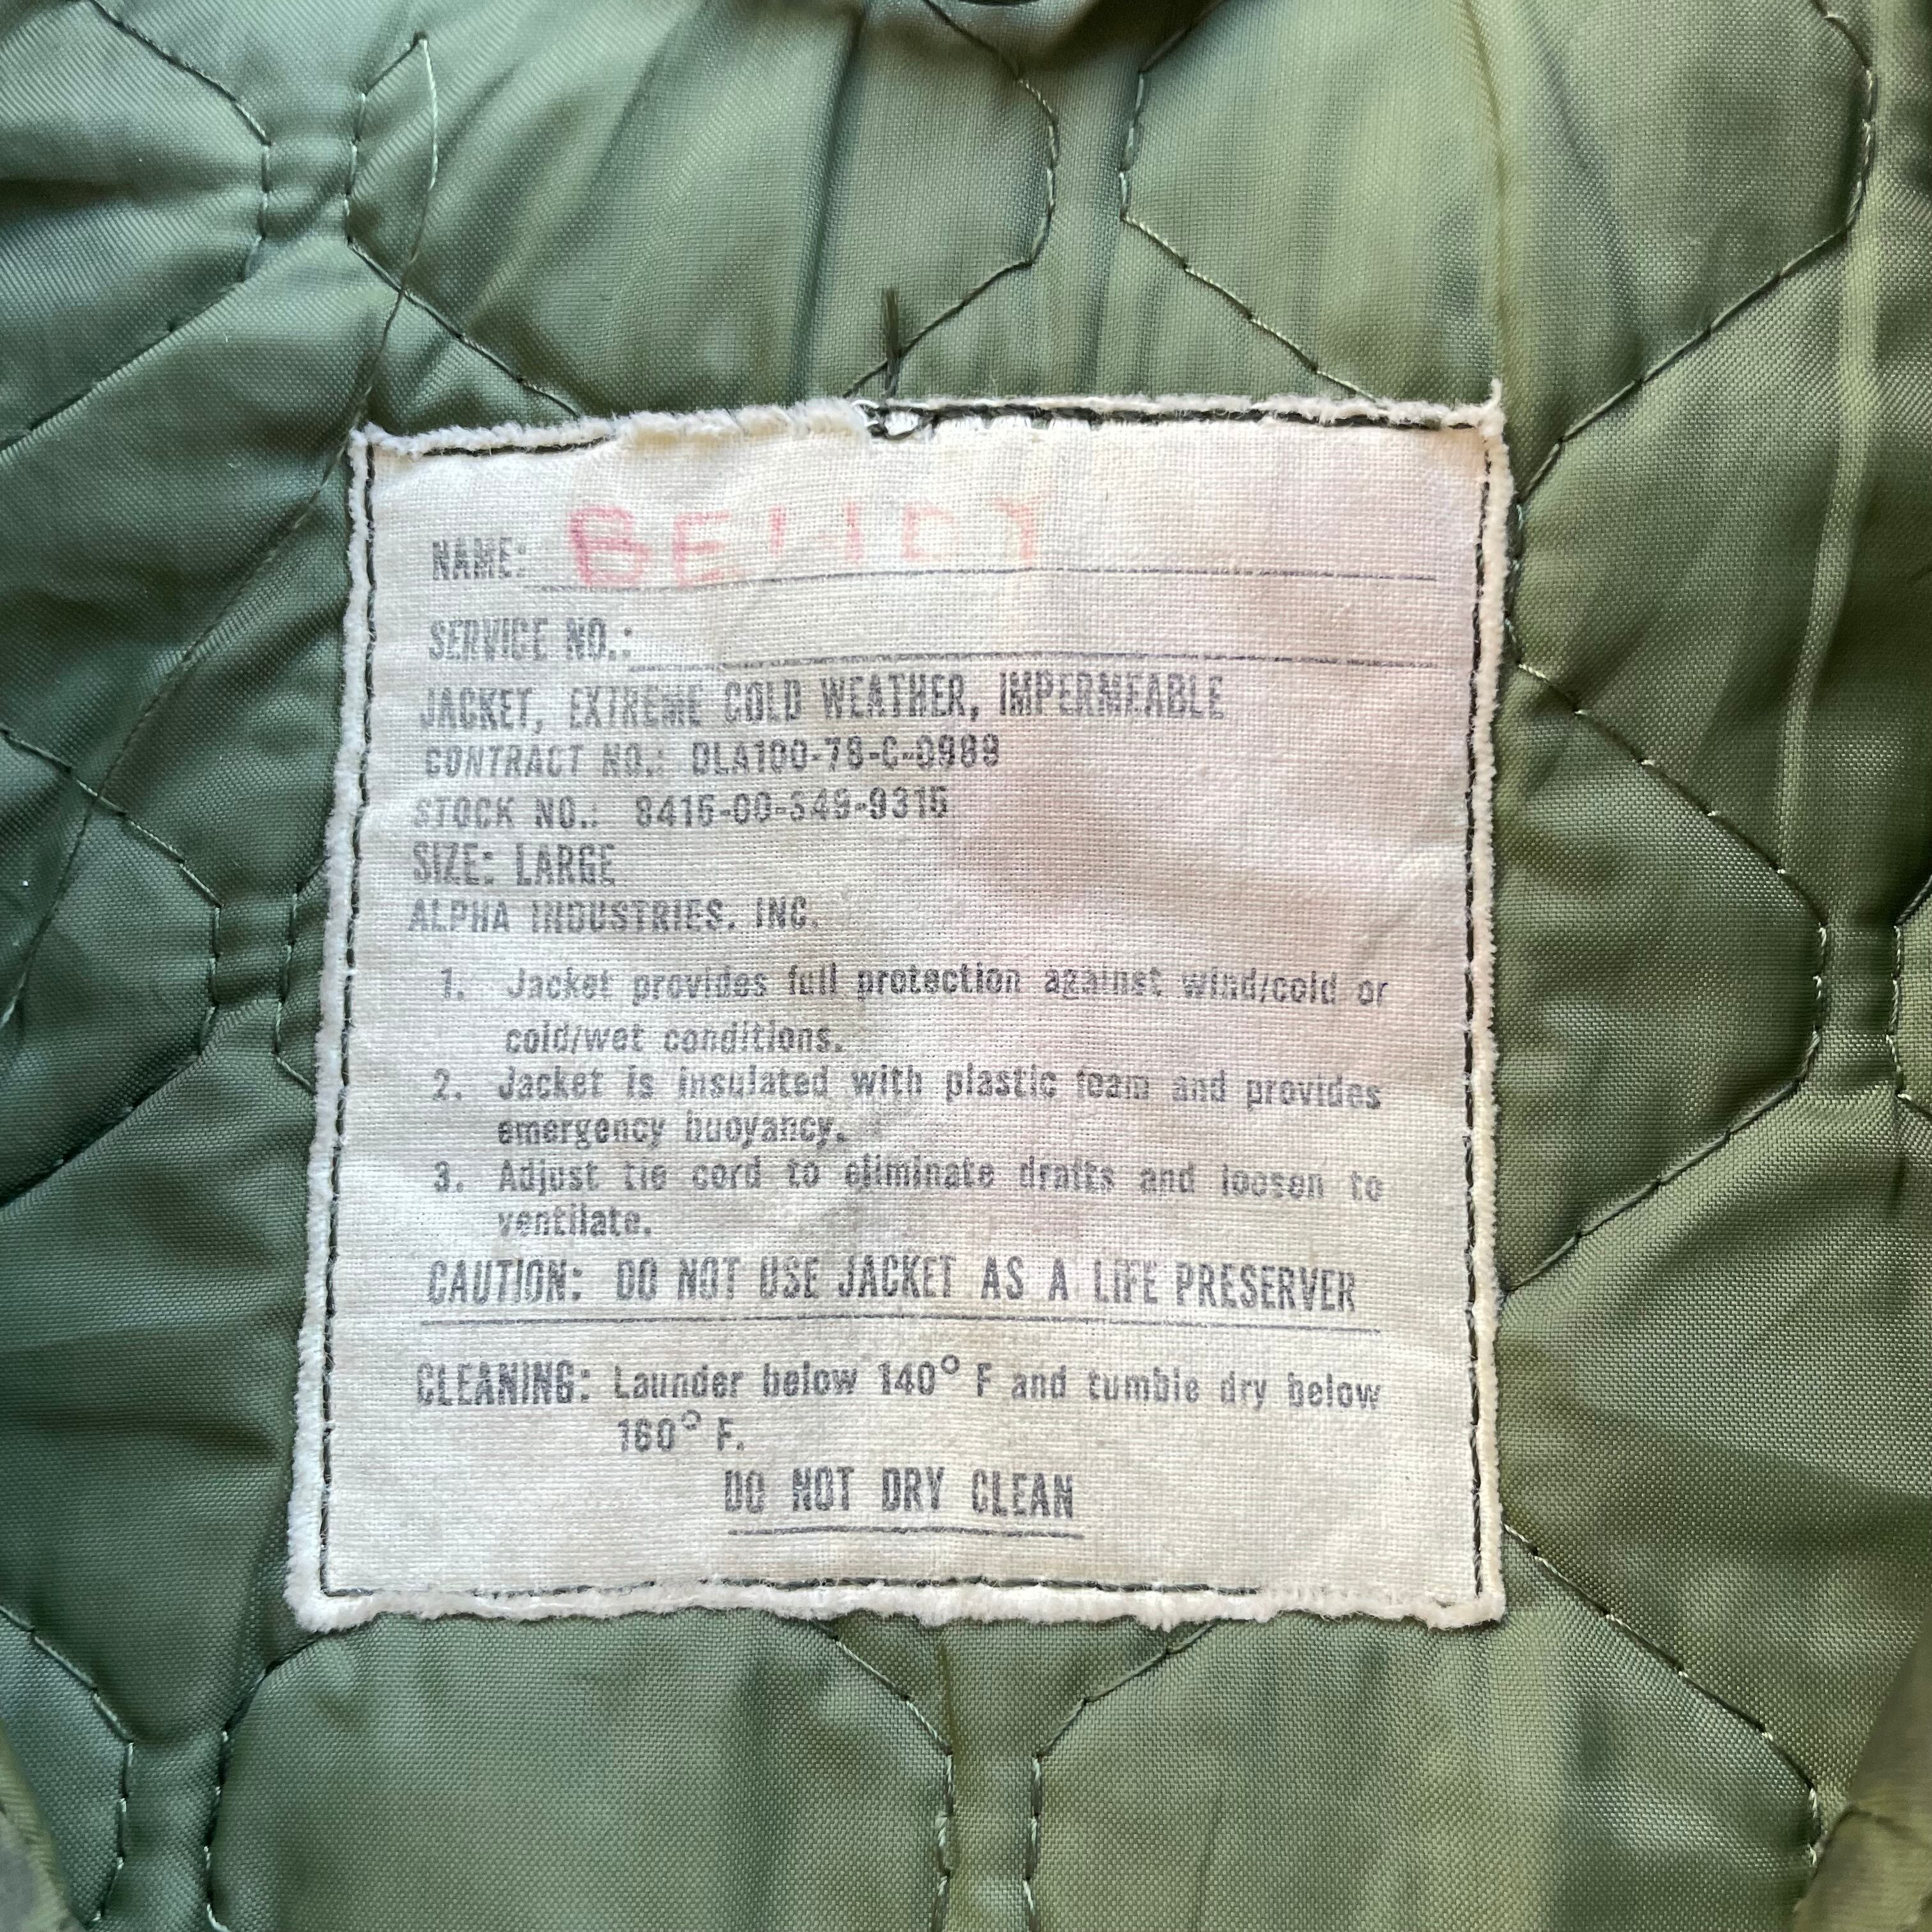 NAME:
SERVICE NO.:
JACKET, EXTREME COLD WEATHER, IMPERMEABLE
CONTRACT NO.: DLA100-78-C-0989
STOCK NO.: 8415-00-349-9315
SIZE: LARGE
ALPHA INDUSTRIES, INC.
1. Jacket provides full protection against wind/cold or
cold/wet conditions.
2. Jacket is insulated with plastic foam and provides
emergency buoyancy.
3. Adjust tie cord to eliminate drafts and loosen to
ventilate.
CAUTION: DO NOT USE JACKET AS A LIFE PRESERVER
CLEANING: Launder below 140° F and tumble dry below
160° F.
DO NOT DRY CLEAN